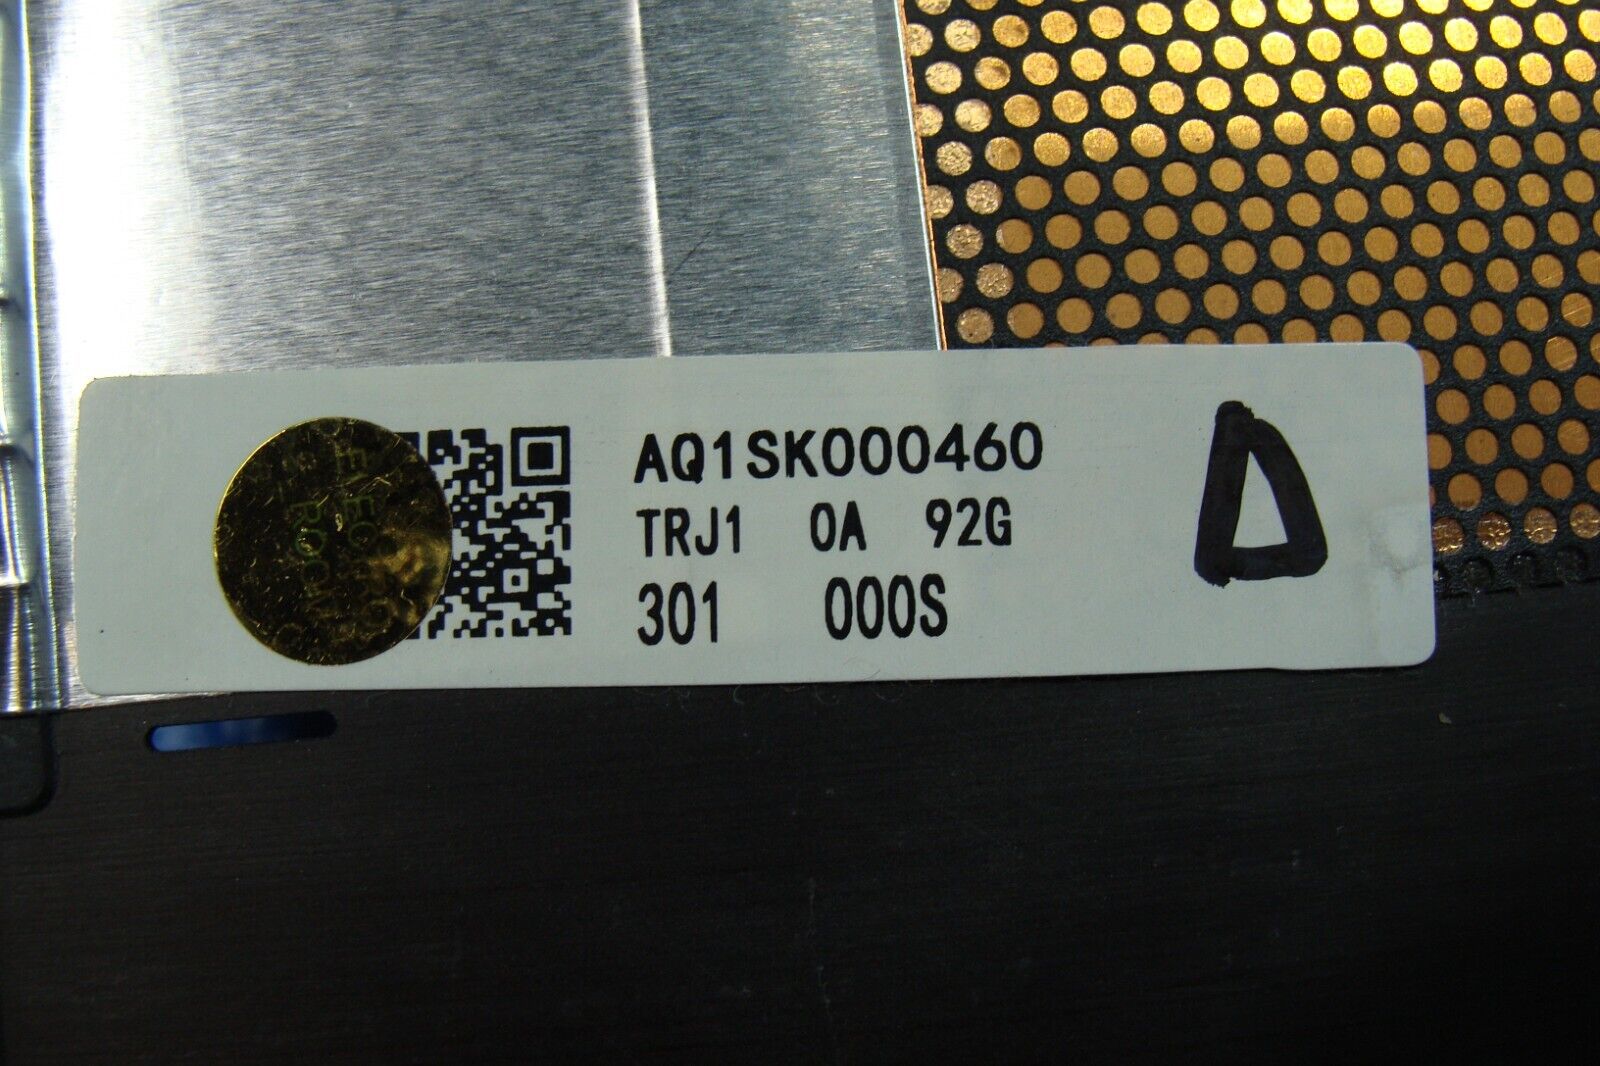 AQ1SK000460
TRJ1 0A 92G
301 000S
D